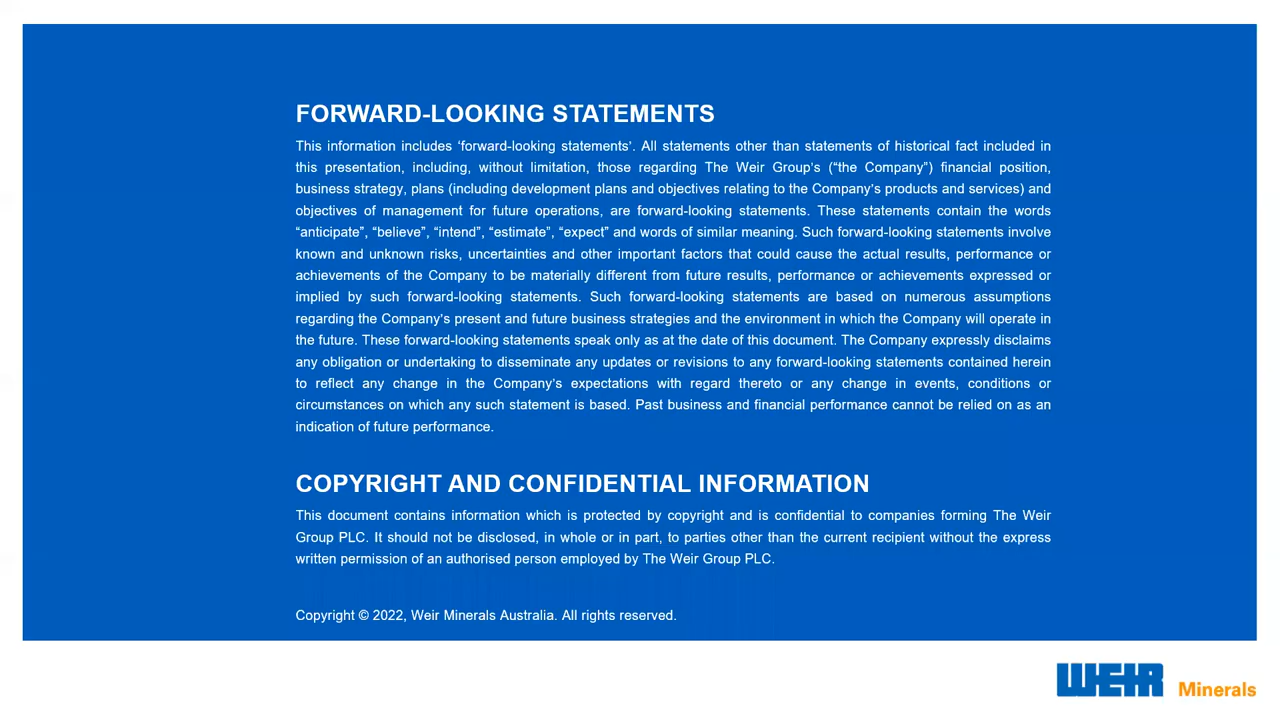 FORWARD-LOOKING STATEMENTS
This information includes ‘forward-looking statements’. All statements other than statements of historical fact included in
this presentation, including, without limitation, those regarding The Weir Group’s (“the Company”) financial position,
business strategy, plans (including development plans and objectives relating to the Company’s products and services) and
objectives of management for future operations, are forward-looking statements. These statements contain the words
“anticipate”, “believe”, “intend”, “estimate”, “expect” and words of similar meaning. Such forward-looking statements involve
known and unknown risks, uncertainties and other important factors that could cause the actual results, performance or
achievements of the Company to be materially different from future results, performance or achievements expressed or
implied by such forward-looking statements. Such forward-looking statements are based on numerous assumptions
regarding the Company’s present and future business strategies and the environment in which the Company will operate in
the future. These forward-looking statements speak only as at the date of this document. The Company expressly disclaims
any obligation or undertaking to disseminate any updates or revisions to any forward-looking statements contained herein
to reflect any change in the Company’s expectations with regard thereto or any change in events, conditions or
circumstances on which any such statement is based. Past business and financial performance cannot be relied on as an
indication of future performance.
COPYRIGHT AND CONFIDENTIAL INFORMATION
This document contains information which is protected by copyright and is confidential to companies forming The Weir
Group PLC. It should not be disclosed, in whole or in part, to parties other than the current recipient without the express
written permission of an authorised person employed by The Weir Group PLC.
Copyright © 2022, Weir Minerals Australia. All rights reserved.
WEIR Minerals